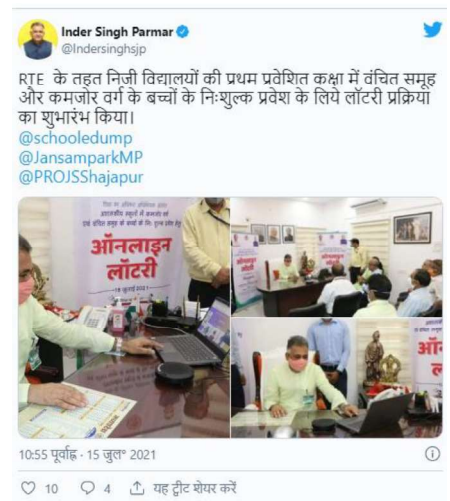 Inder Singh Parmar
@Indersinghsjp
RTE के तहत निजी विद्यालयों की प्रथम प्रवेशित कक्षा में वंचित समूह
और कमजोर वर्ग के बच्चों के निःशुल्क प्रवेश के लिये लॉटरी प्रक्रिया
का शुभारंभ किया।
@schooledump
@JansamparkMP
@PROJSShajapur
ऑनलाइन
लॉटरी
ऑनलाइन
लॉटरी
10:55 पूर्वाह्न · 15 जुल॰ 2021
10 4 यह ट्वीट शेयर करें